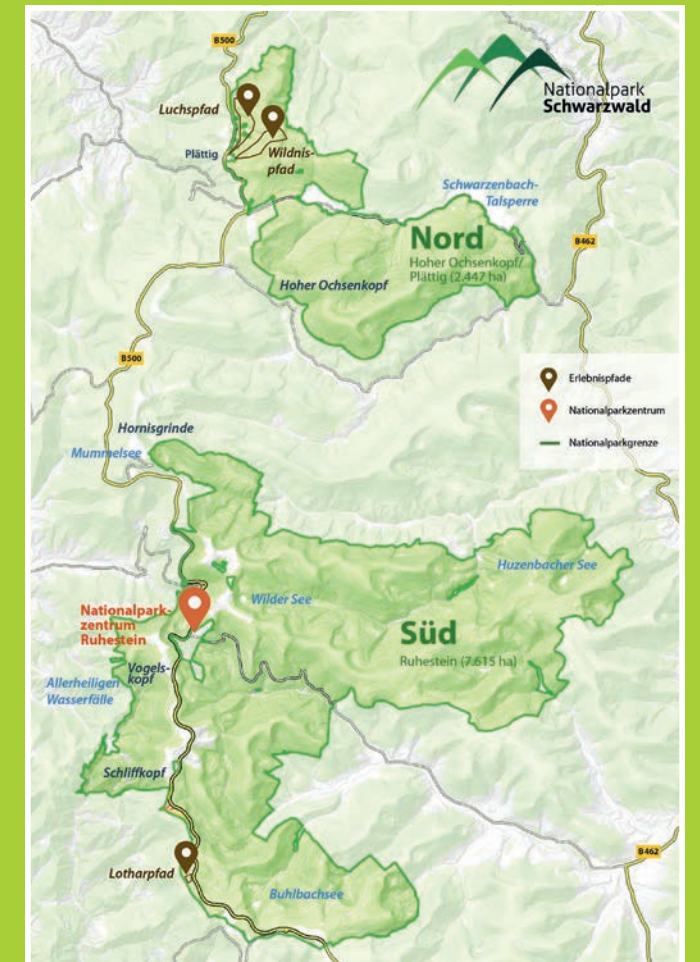 B500
Nationalpark
Schwarzwald
Luchspfad
Plättig
Wildnis-
pfad
Schwarzenbach-
Talsperre
Nord
Hoher Ochsenkopf/
Plättig (2.447 ha)
B462
Hoher Ochsenkopf
B500
Erlebnispfade
Nationalparkzentrum
Nationalparkgrenze
Hornisgrinde
Mummelsee
Huzenbacher See
Wilder See
Nationalpark-
zentrum
Ruhestein
Süd
Ruhestein (7.615 ha)
Vogels-
kopf
Allerheiligen
Wasserfälle
Schliffkopf
B462
Lotharpfad
Buhlbachsee